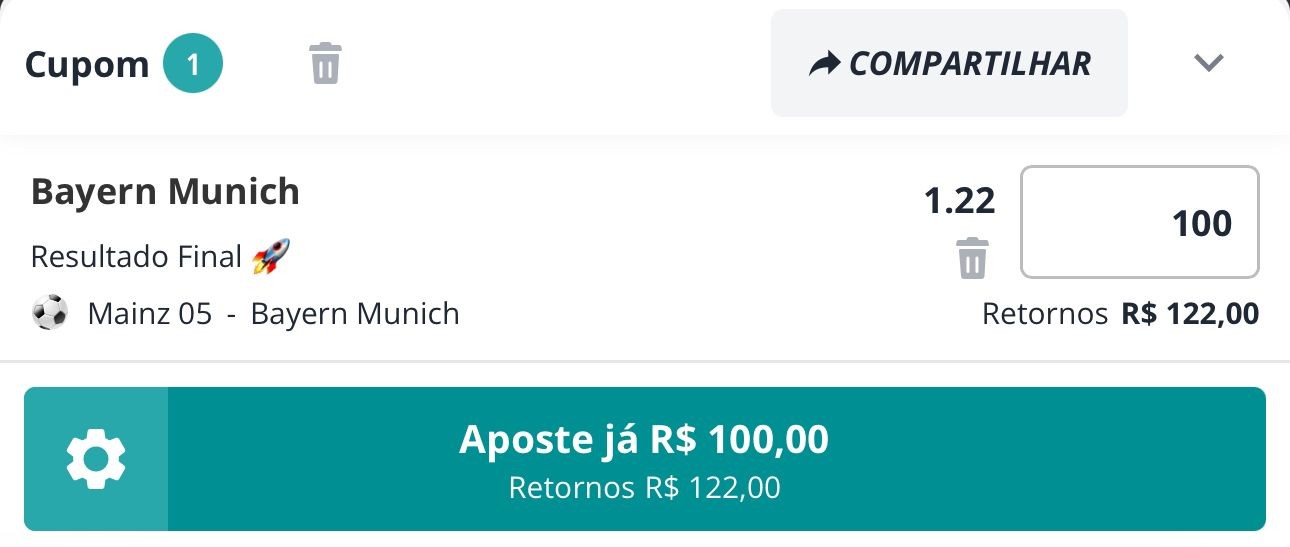 Cupom 1 COMPARTILHAR
Bayern Munich 1.22 100
Resultado Final 🚀
Mainz 05 - Bayern Munich Retornos R$ 122,00
Aposte já R$ 100,00
Retornos R$ 122,00